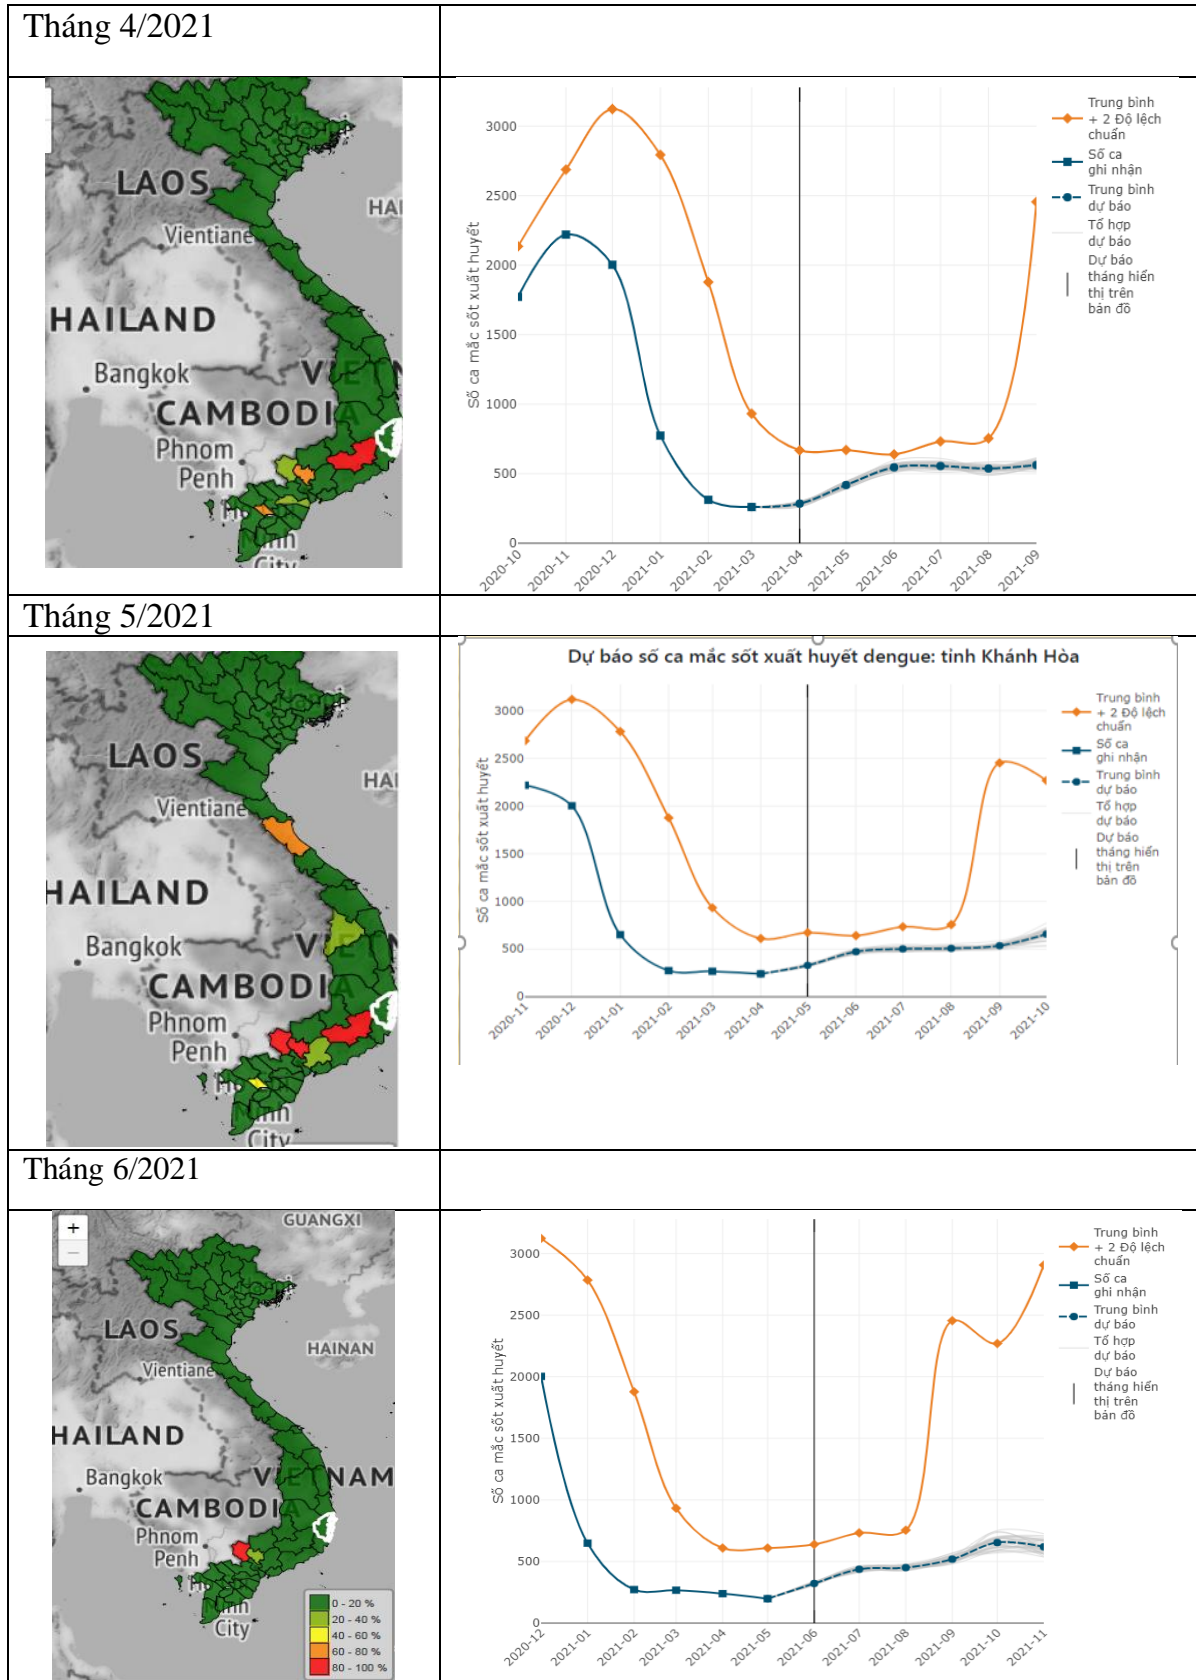 Tháng 4/2021
LAOS
HAI
Vientiane
HAILAND
Bangkok
VIETN
CAMBODIA
Phnom
Penh
Minh
City
3000
2500
2000
1500
1000
500
0
Số ca mắc sốt xuất huyết
2020-10
2020-11
2020-12
2021-01
2021-02
2021-03
2021-04
2021-05
2021-06
2021-07
2021-08
2021-09
Trung bình
+ 2 Độ lệch
chuẩn
Số ca
ghi nhận
Trung bình
dự báo
Tổ hợp
dự báo
Dự báo
tháng hiển
thị trên
bản đồ
Tháng 5/2021
LAOS
HAI
Vientiane
HAILAND
Bangkok
CAMBODIA
Phnom
Penh
Minh
City
Dự báo số ca mắc sốt xuất huyết dengue: tỉnh Khánh Hòa
3000
2500
2000
1500
1000
500
0
Số ca mắc sốt xuất huyết
2020-11
2020-12
2021-01
2021-02
2021-03
2021-04
2021-05
2021-06
2021-07
2021-08
2021-09
2021-10
Trung bình
+ 2 Độ lệch
chuẩn
Số ca
ghi nhận
Trung bình
dự báo
Tổ hợp
dự báo
Dự báo
tháng hiển
thị trên
bản đồ
Tháng 6/2021
+
−
GUANGXI
LAOS
HAINAN
Vientiane
HAILAND
Bangkok
VIETNAM
CAMBODIA
Phnom
Penh
Minh
City
0 - 20 %
20 - 40 %
40 - 60 %
60 - 80 %
80 - 100 %
3000
2500
2000
1500
1000
500
0
Số ca mắc sốt xuất huyết
2020-12
2021-01
2021-02
2021-03
2021-04
2021-05
2021-06
2021-07
2021-08
2021-09
2021-10
2021-11
Trung bình
+ 2 Độ lệch
chuẩn
Số ca
ghi nhận
Trung bình
dự báo
Tổ hợp
dự báo
Dự báo
tháng hiển
thị trên
bản đồ